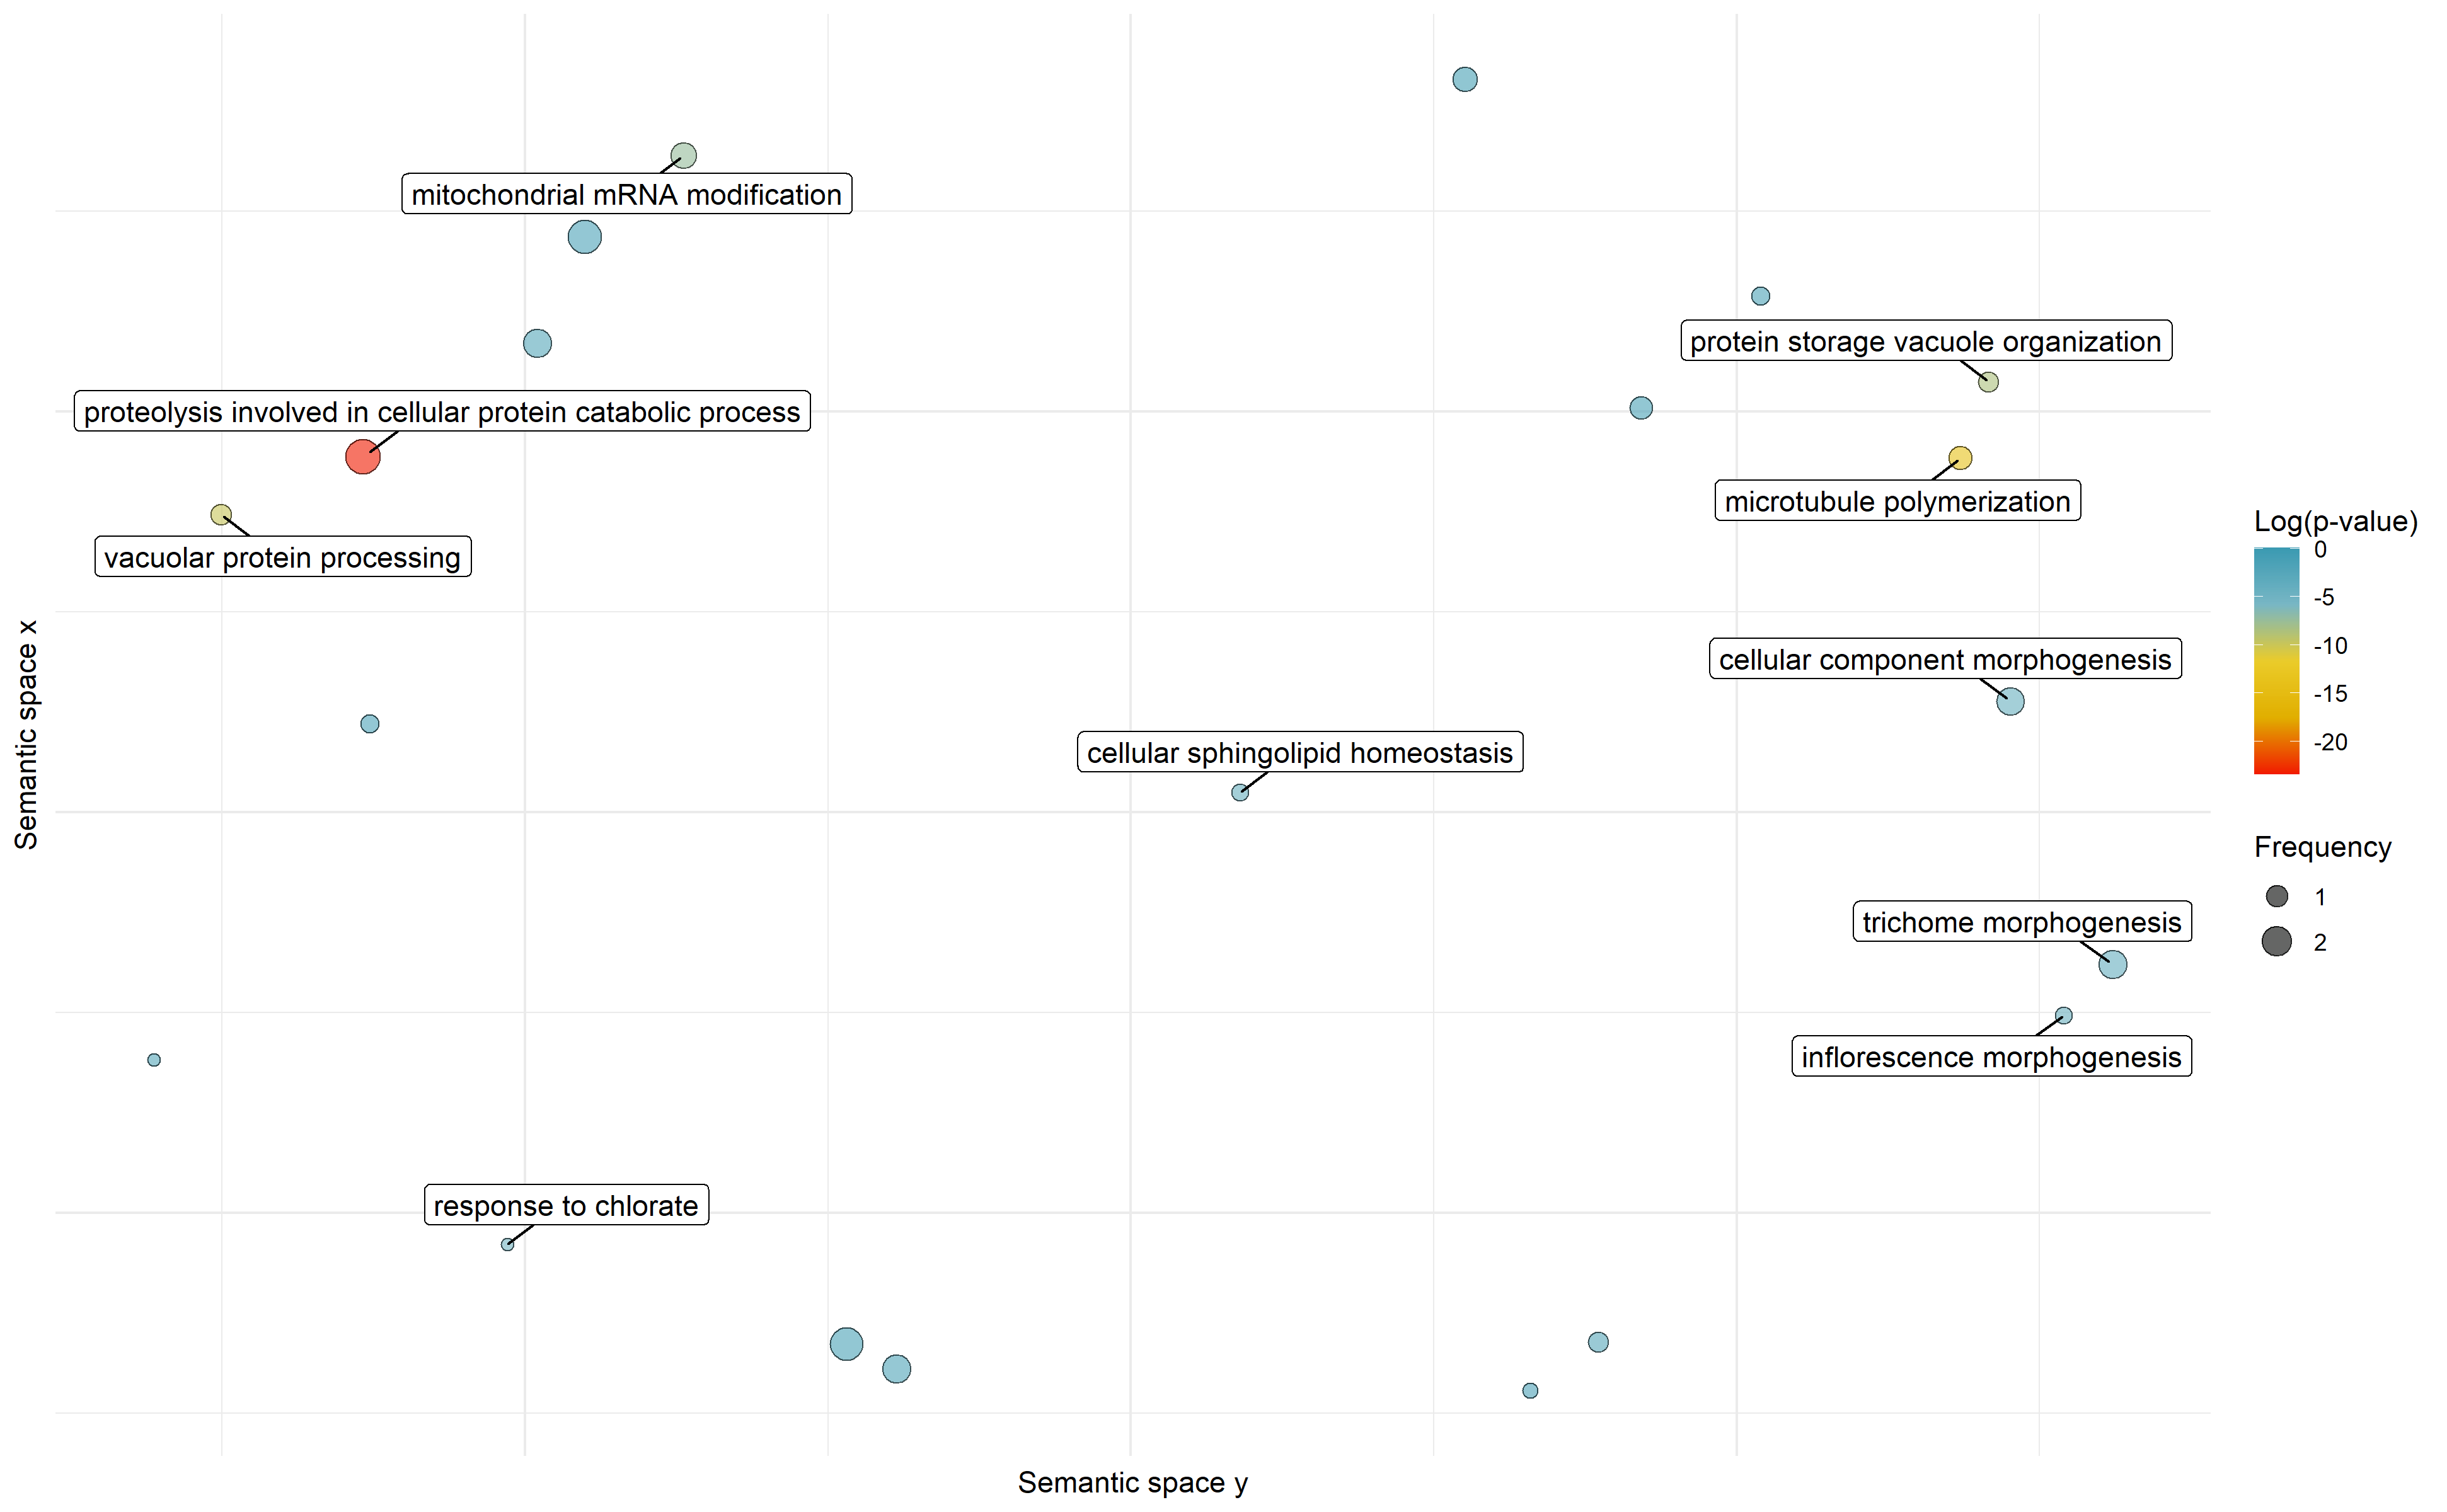 mitochondrial mRNA modification
protein storage vacuole organization
proteolysis involved in cellular protein catabolic process
microtubule polymerization
vacuolar protein processing
cellular component morphogenesis
cellular sphingolipid homeostasis
trichome morphogenesis
inflorescence morphogenesis
response to chlorate
Semantic space x
Semantic space y
Log(p-value)
0
-5
-10
-15
-20
Frequency
1
2